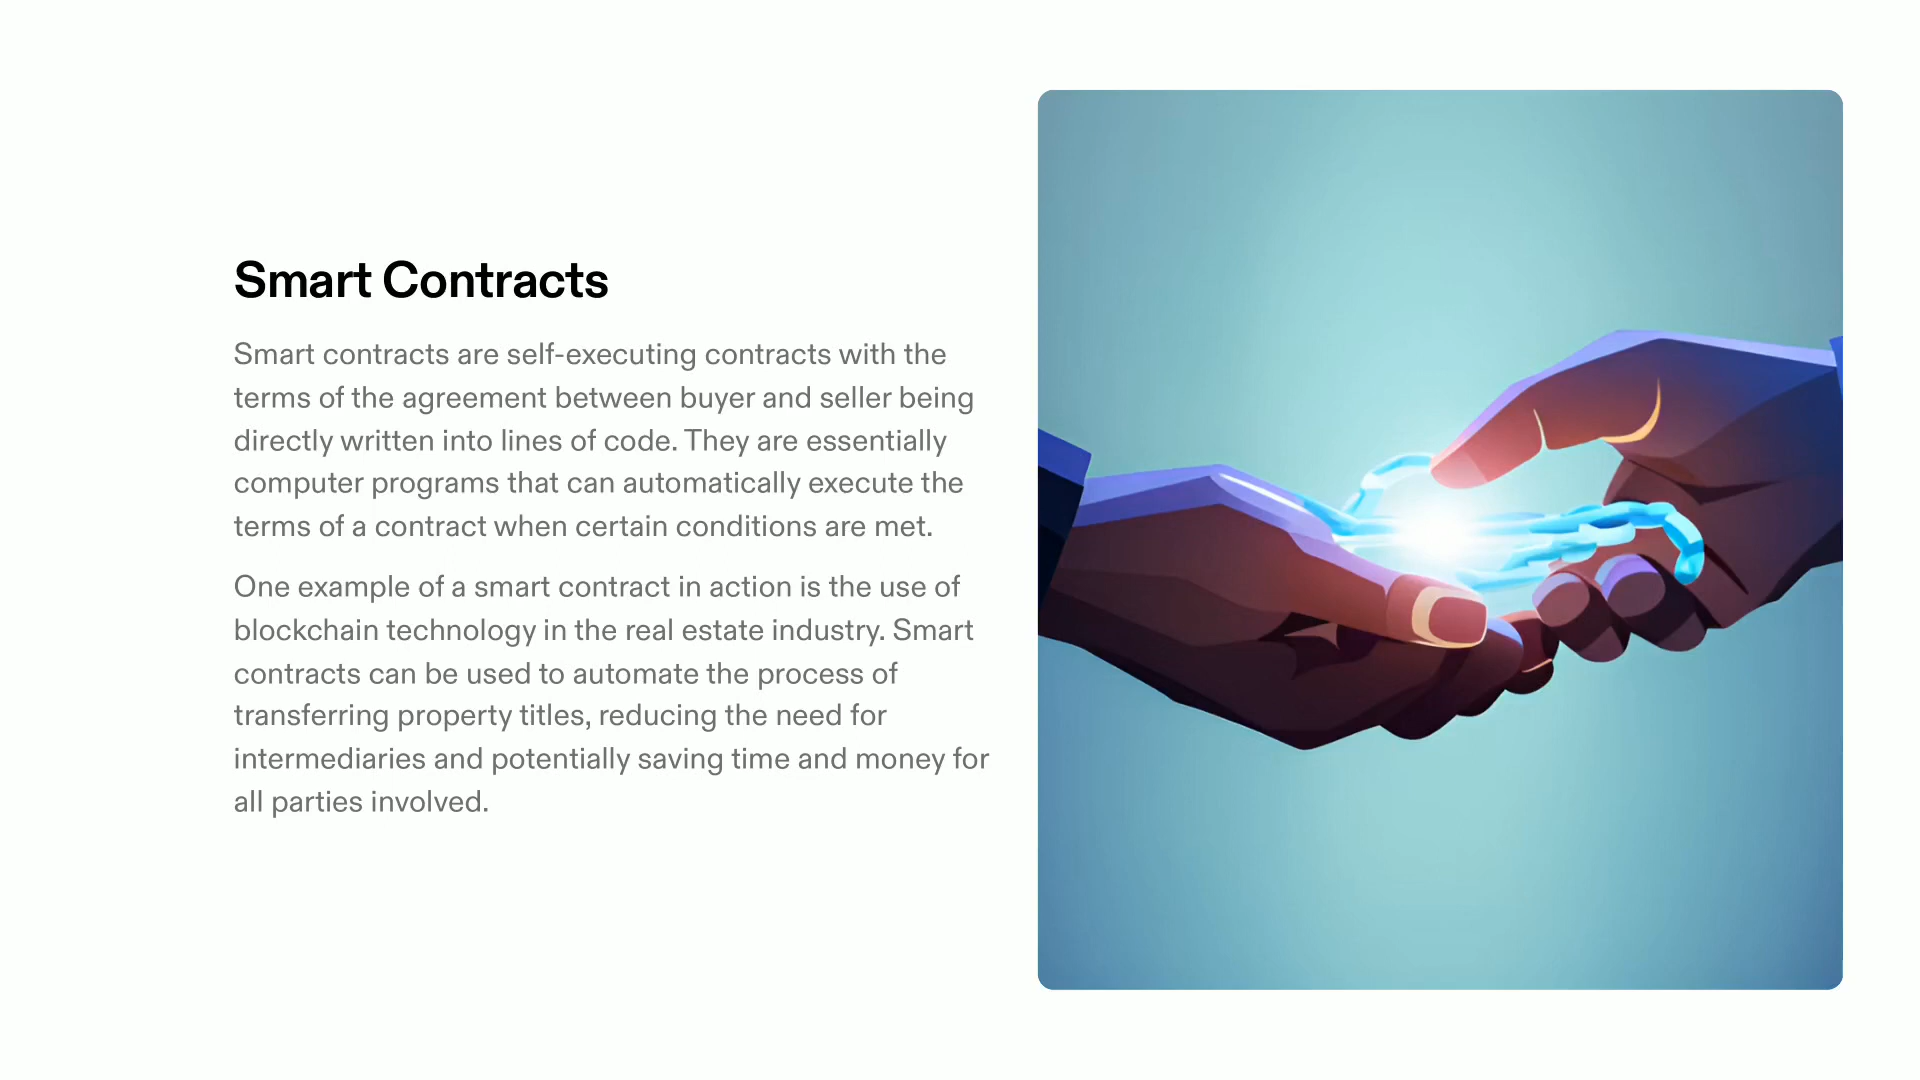 Smart Contracts
Smart contracts are self-executing contracts with the
terms of the agreement between buyer and seller being
directly written into lines of code. They are essentially
computer programs that can automatically execute the
terms of a contract when certain conditions are met.
One example of a smart contract in action is the use of
blockchain technology in the real estate industry. Smart
contracts can be used to automate the process of
transferring property titles, reducing the need for
intermediaries and potentially saving time and money for
all parties involved.